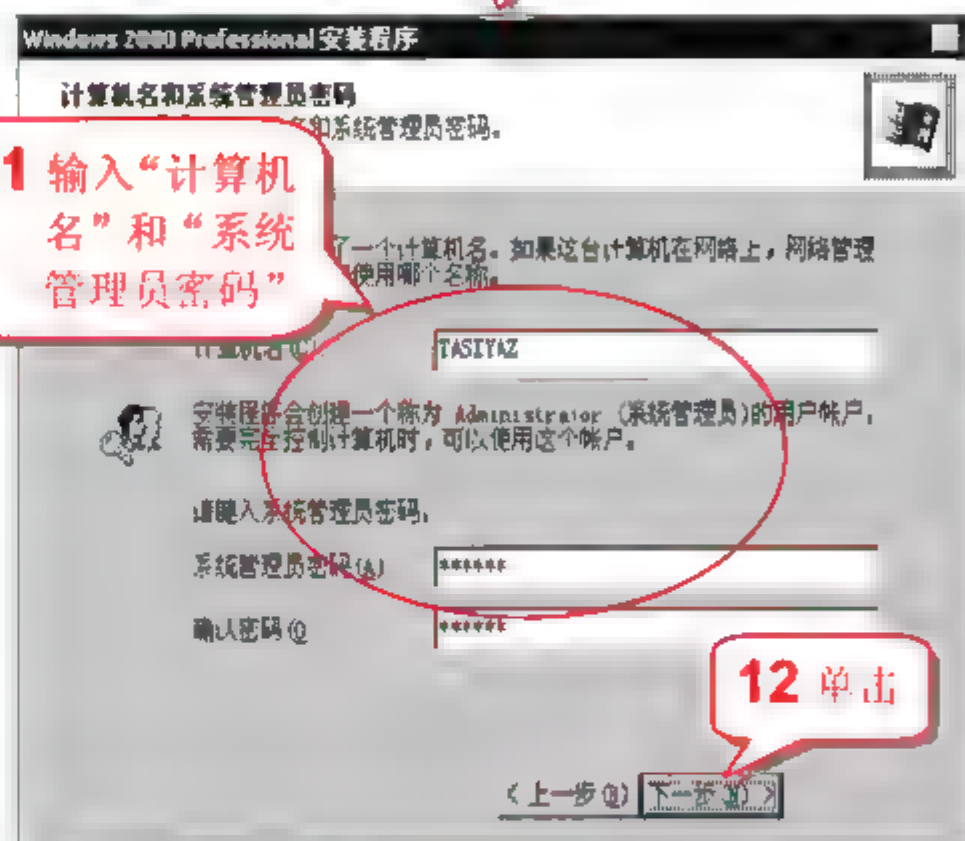 Windows 2000 Professional 安装程序
计算机名和系统管理员密码
名和系统管理员密码。
1 输入“计算机
名”和“系统
管理员密码”
了一个计算机名。如果这台计算机在网络上，网络管理
使用哪个名称。
计算机名(C)
TASIYAZ
安装程序会创建一个称为 Administrator (系统管理员)的用户帐户，
需要完全控制计算机时，可以使用这个帐户。
请键入系统管理员密码。
系统管理员密码(A)
******
确认密码(O)
******
12 单击
< 上一步(B)
下一步(N) >